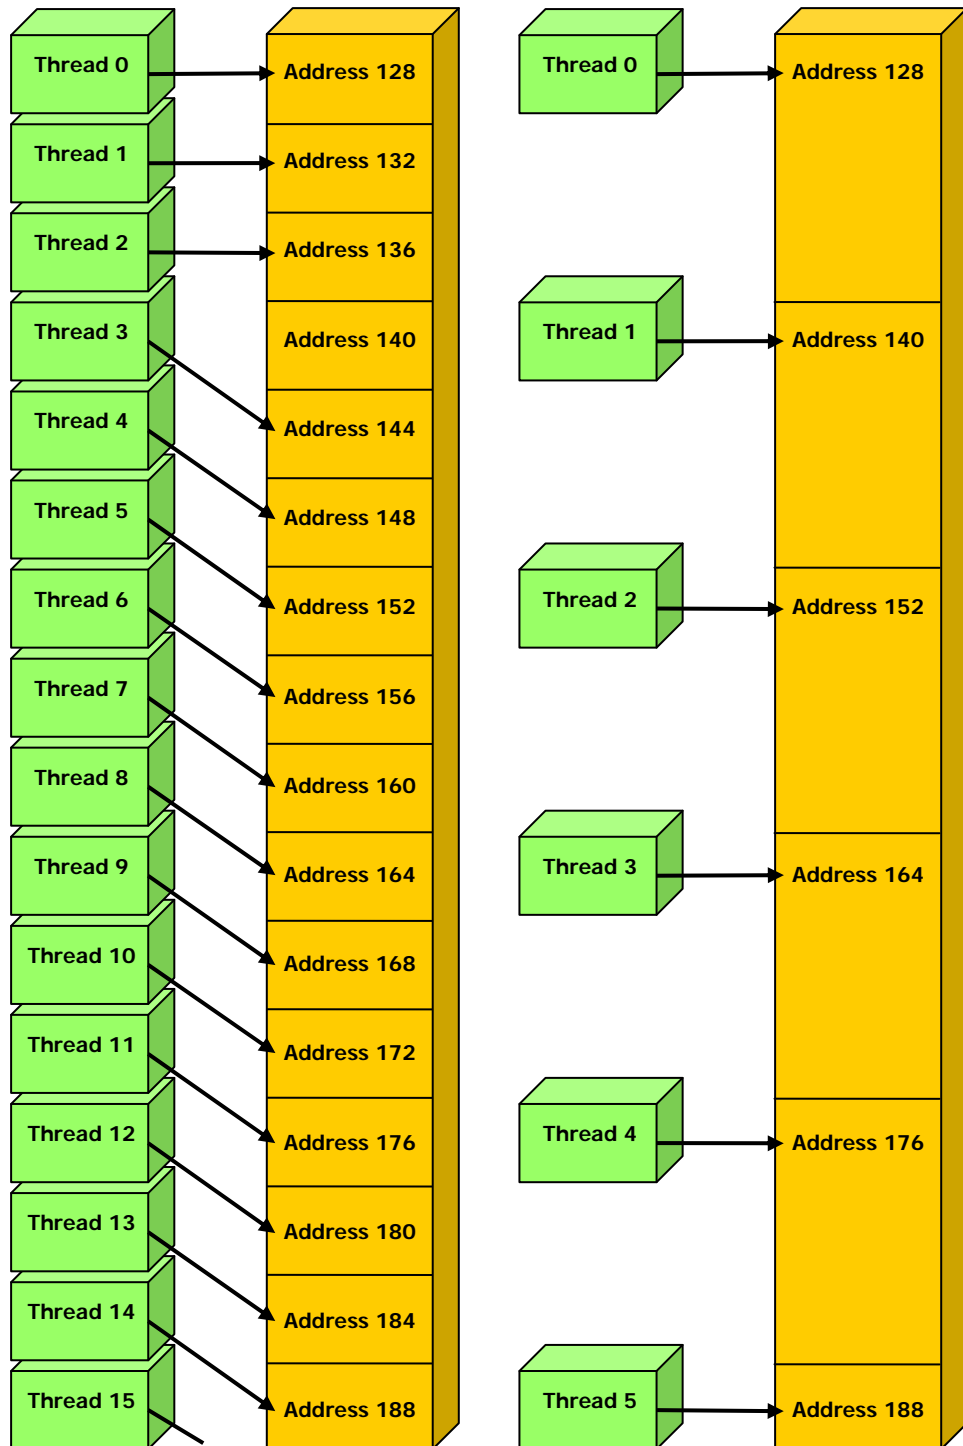 Thread 0
Address 128
Thread 1
Address 132
Thread 2
Address 136
Thread 3
Address 140
Thread 4
Address 144
Thread 5
Address 148
Thread 6
Address 152
Thread 7
Address 156
Thread 8
Address 160
Thread 9
Address 164
Thread 10
Address 168
Thread 11
Address 172
Thread 12
Address 176
Thread 13
Address 180
Thread 14
Address 184
Thread 15
Address 188
Thread 0
Address 128
Thread 1
Address 140
Thread 2
Address 152
Thread 3
Address 164
Thread 4
Address 176
Thread 5
Address 188